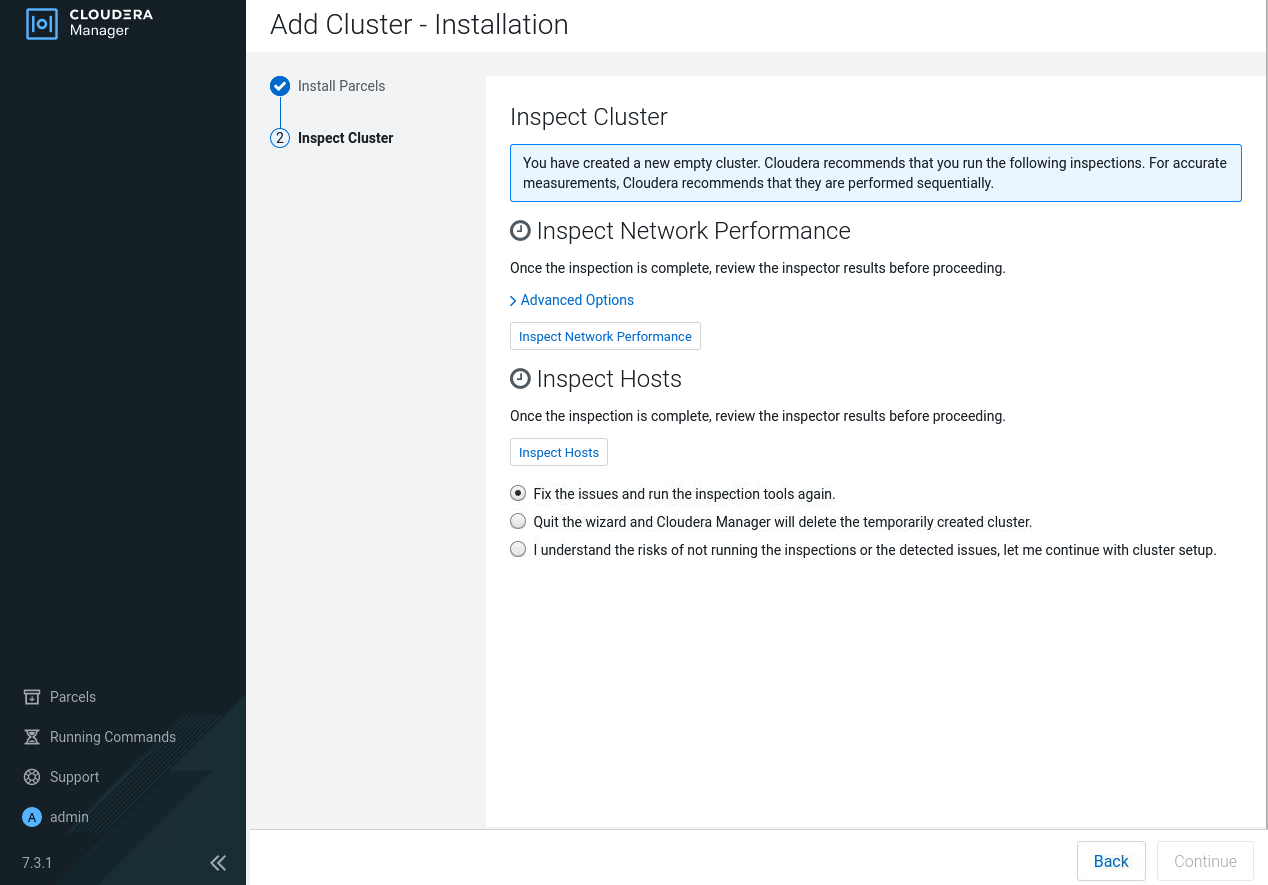 CLOUDERA
Manager
Add Cluster - Installation
Install Parcels
2 Inspect Cluster
Inspect Cluster
You have created a new empty cluster. Cloudera recommends that you run the following inspections. For accurate
measurements, Cloudera recommends that they are performed sequentially.
Inspect Network Performance
Once the inspection is complete, review the inspector results before proceeding.
Advanced Options
Inspect Network Performance
Inspect Hosts
Once the inspection is complete, review the inspector results before proceeding.
Inspect Hosts
Fix the issues and run the inspection tools again.
Quit the wizard and Cloudera Manager will delete the temporarily created cluster.
I understand the risks of not running the inspections or the detected issues, let me continue with cluster setup.
Parcels
Running Commands
Support
A admin
7.3.1
Back
Continue